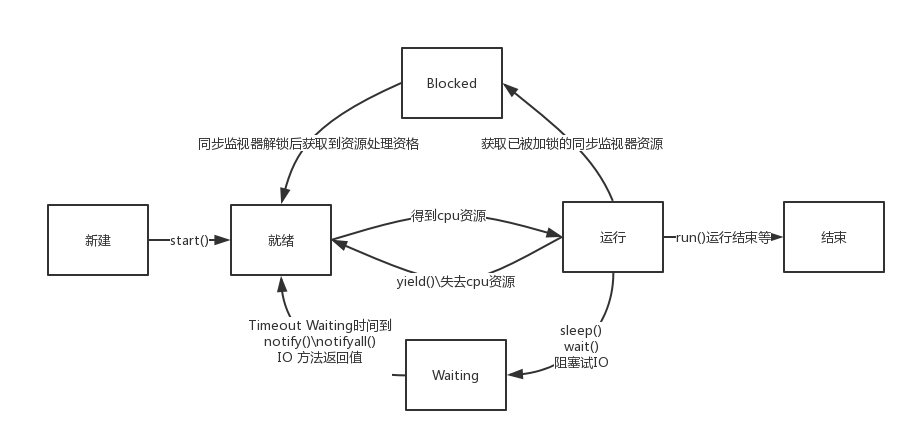 Blocked
同步监视器解锁后获取到资源处理资格
获取已被加锁的同步监视器资源
新建
start()
就绪
得到cpu资源
运行
run()运行结束等
结束
yield()\失去cpu资源
Timeout Waiting时间到
notify()\notifyall()
IO 方法返回值
sleep()
wait()
阻塞试IO
Waiting